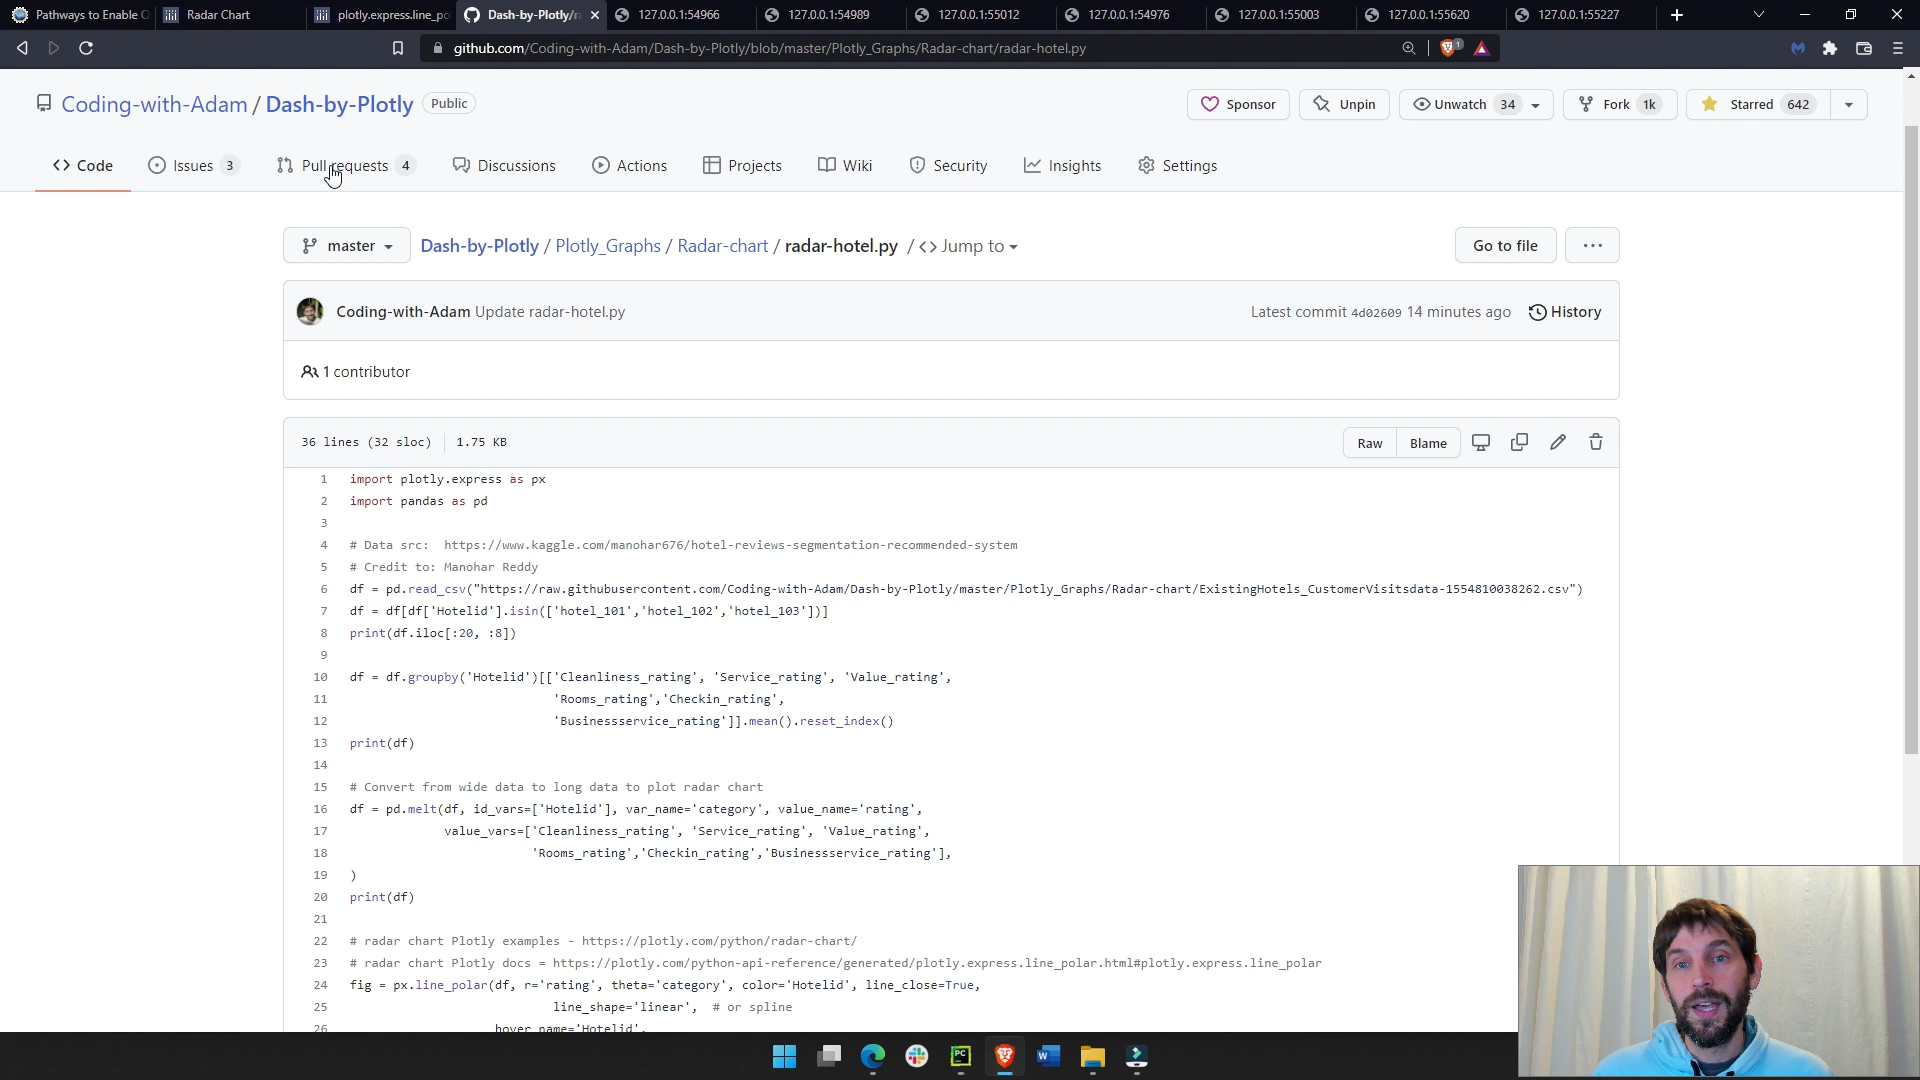 Pathways to Enable O
Radar Chart
plotly.express.line_po
Dash-by-Plotly/ra
127.0.0.1:54966
127.0.0.1:54989
127.0.0.1:55012
127.0.0.1:54976
127.0.0.1:55003
127.0.0.1:55620
127.0.0.1:55227
github.com/Coding-with-Adam/Dash-by-Plotly/blob/master/Plotly_Graphs/Radar-chart/radar-hotel.py
1
Coding-with-Adam / Dash-by-Plotly Public
Sponsor
Unpin
Unwatch 34
Fork 1k
Starred 642
Code
Issues 3
Pull requests 4
Discussions
Actions
Projects
Wiki
Security
Insights
Settings
master
Dash-by-Plotly / Plotly_Graphs / Radar-chart / radar-hotel.py / <> Jump to
Go to file
...
Coding-with-Adam Update radar-hotel.py
Latest commit 4d02609 14 minutes ago
History
1 contributor
36 lines (32 sloc) 1.75 KB
Raw
Blame
1 import plotly.express as px
2 import pandas as pd
3
4 # Data src: https://www.kaggle.com/manohar676/hotel-reviews-segmentation-recommended-system
5 # Credit to: Manohar Reddy
6 df = pd.read_csv("https://raw.githubusercontent.com/Coding-with-Adam/Dash-by-Plotly/master/Plotly_Graphs/Radar-chart/ExistingHotels_CustomerVisitsdata-1554810038262.csv")
7 df = df[df['Hotelid'].isin(['hotel_101','hotel_102','hotel_103'])]
8 print(df.iloc[:20, :8])
9
10 df = df.groupby('Hotelid')[['Cleanliness_rating', 'Service_rating', 'Value_rating',
11 'Rooms_rating','Checkin_rating',
12 'Businessservice_rating']].mean().reset_index()
13 print(df)
14
15 # Convert from wide data to long data to plot radar chart
16 df = pd.melt(df, id_vars=['Hotelid'], var_name='category', value_name='rating',
17 value_vars=['Cleanliness_rating', 'Service_rating', 'Value_rating',
18 'Rooms_rating','Checkin_rating','Businessservice_rating'],
19 )
20 print(df)
21
22 # radar chart Plotly examples - https://plotly.com/python/radar-chart/
23 # radar chart Plotly docs = https://plotly.com/python-api-reference/generated/plotly.express.line_polar.html#plotly.express.line_polar
24 fig = px.line_polar(df, r='rating', theta='category', color='Hotelid', line_close=True,
25 line_shape='linear', # or spline
26 hover_name='Hotelid',